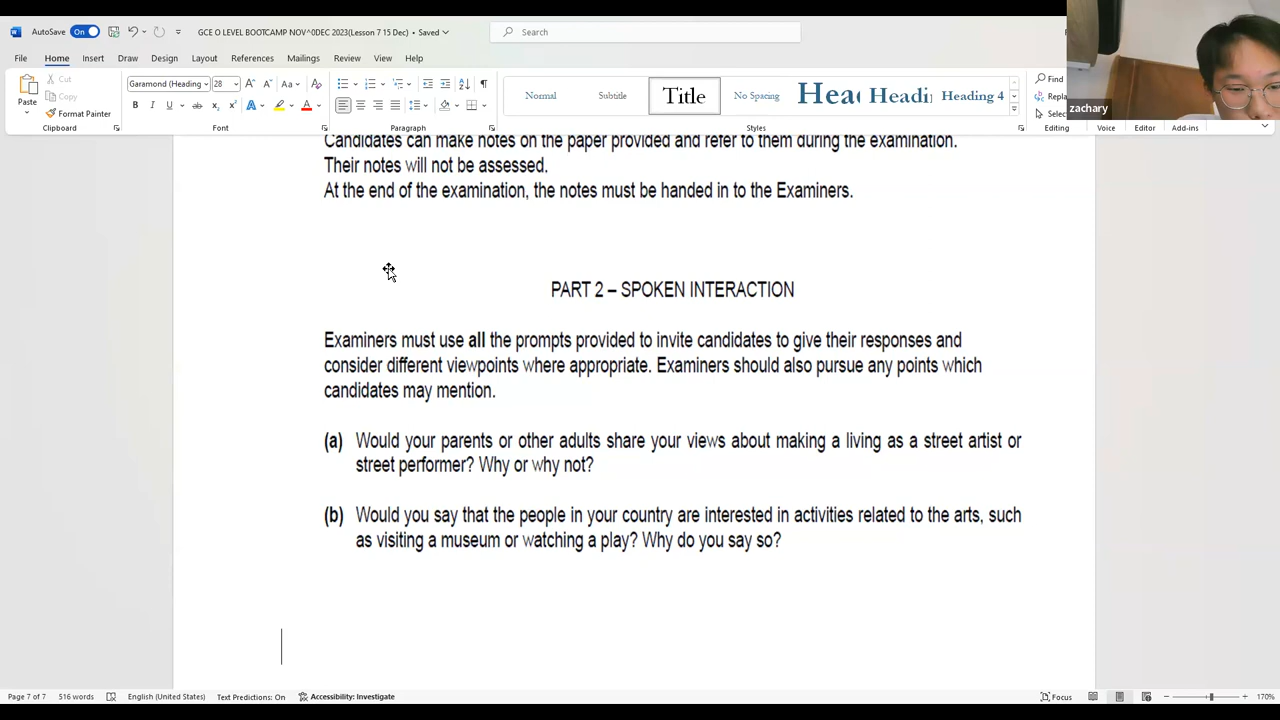 AutoSave On GCE O LEVEL BOOTCAMP NOV^0DEC 2023(Lesson 7 15 Dec) • Saved Search
File Home Insert Draw Design Layout References Mailings Review View Help
Paste
Cut
Copy
Format Painter
Clipboard
Garamond (Heading 28
Font
Paragraph
Normal
Subtitle
Title
No Spacing
Heading 4
Styles
Find
Editing
Voice Editor Add-ins
zachary
Candidates can make notes on the paper provided and refer to them during the examination.
Their notes will not be assessed.
At the end of the examination, the notes must be handed in to the Examiners.
PART 2 – SPOKEN INTERACTION
Examiners must use all the prompts provided to invite candidates to give their responses and
consider different viewpoints where appropriate. Examiners should also pursue any points which
candidates may mention.
(a) Would your parents or other adults share your views about making a living as a street artist or
street performer? Why or why not?
(b) Would you say that the people in your country are interested in activities related to the arts, such
as visiting a museum or watching a play? Why do you say so?
Page 7 of 7 516 words English (United States) Text Predictions: On Accessibility: Investigate Focus 170%